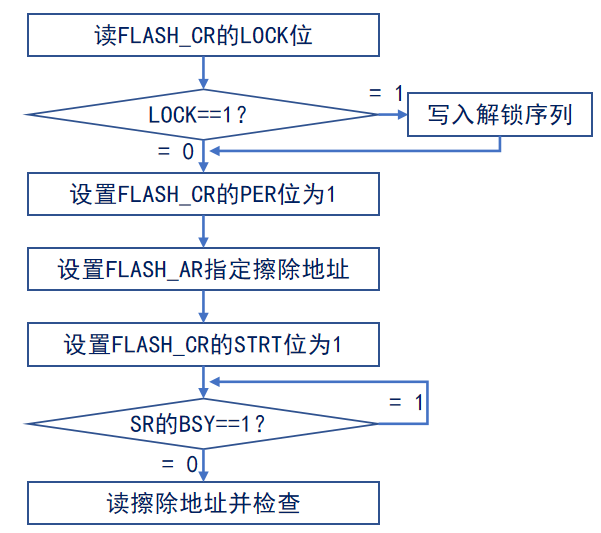 读FLASH_CR的LOCK位
LOCK==1?
= 1
写入解锁序列
= 0
设置FLASH_CR的PER位为1
设置FLASH_AR指定擦除地址
设置FLASH_CR的STRT位为1
SR的BSY==1?
= 1
= 0
读擦除地址并检查